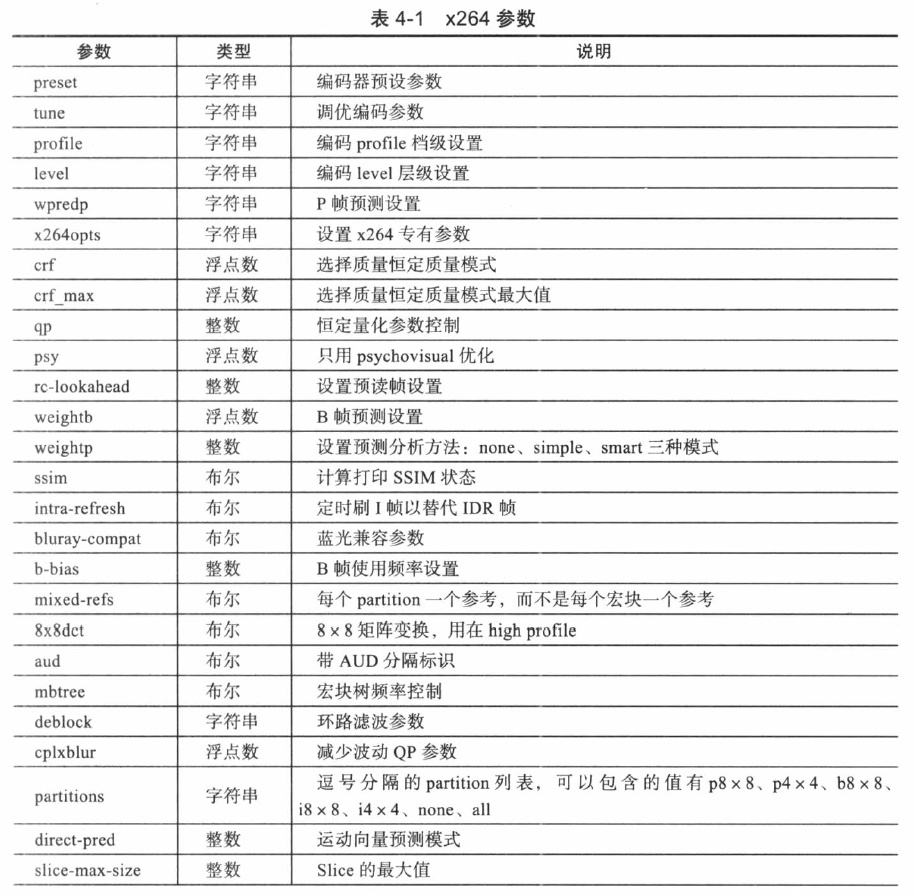 表 4-1 x264 参数
参数 类型 说明
preset 字符串 编码器预设参数
tune 字符串 调优编码参数
profile 字符串 编码 profile 档级设置
level 字符串 编码 level 层级设置
wpredp 字符串 P 帧预测设置
x264opts 字符串 设置 x264 专有参数
crf 浮点数 选择质量恒定质量模式
crf_max 浮点数 选择质量恒定质量模式最大值
qp 整数 恒定量化参数控制
psy 浮点数 只用 psychovisual 优化
rc-lookahead 整数 设置预读帧设置
weightb 浮点数 B 帧预测设置
weightp 整数 设置预测分析方法：none、simple、smart 三种模式
ssim 布尔 计算打印 SSIM 状态
intra-refresh 布尔 定时刷 I 帧以替代 IDR 帧
bluray-compat 布尔 蓝光兼容参数
b-bias 整数 B 帧使用频率设置
mixed-refs 布尔 每个 partition 一个参考，而不是每个宏块一个参考
8x8dct 布尔 8×8 矩阵变换，用在 high profile
aud 布尔 带 AUD 分隔标识
mbtree 布尔 宏块树频率控制
deblock 字符串 环路滤波参数
cplxblur 浮点数 减少波动 QP 参数
partitions 字符串 逗号分隔的 partition 列表，可以包含的值有 p8×8、p4×4、b8×8、
i8×8、i4×4、none、all
direct-pred 整数 运动向量预测模式
slice-max-size 整数 Slice 的最大值